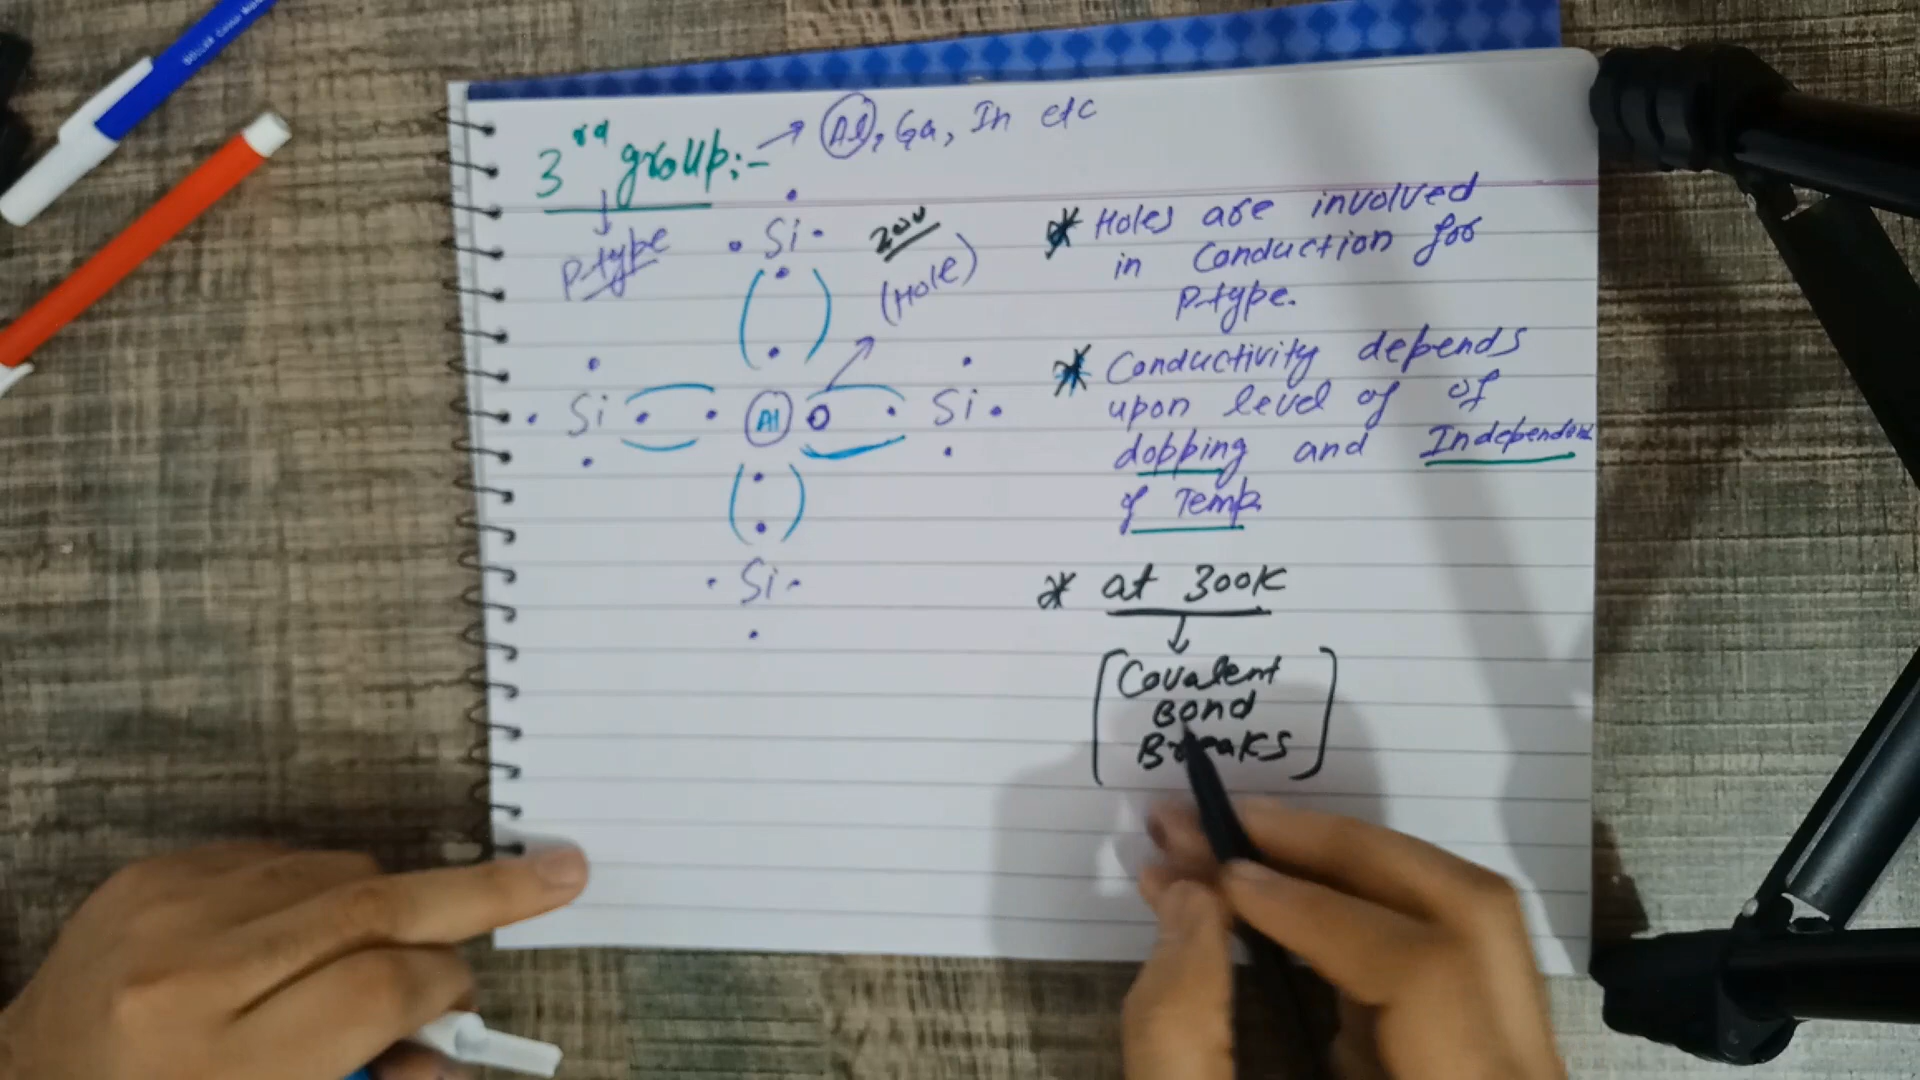 3rd group:- → Al, Ga, In etc
P-type
Si
200
(Hole)
Si
Al
Si
Si
* Holes are involved
in Conduction for
P-type.
* Conductivity depends
upon level of of
dopping and Independent
of Temp.
* at 300K
Covalent
Bond
Breaks